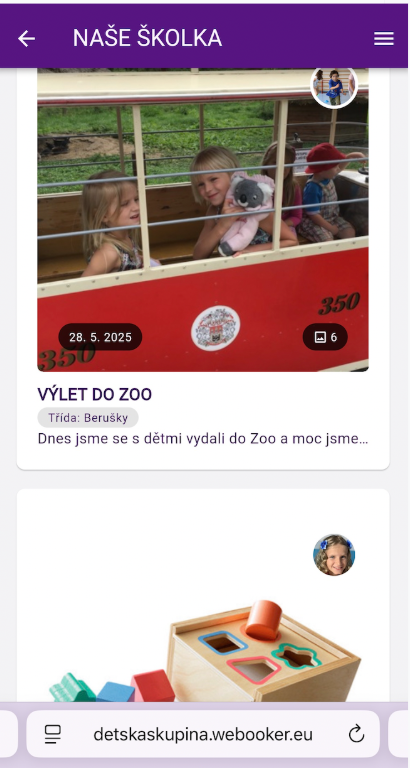 NAŠE ŠKOLKA
350
350
28. 5. 2025
6
VÝLET DO ZOO
Třída: Berušky
Dnes jsme se s dětmi vydali do Zoo a moc jsme...
detskaskupina.webooker.eu